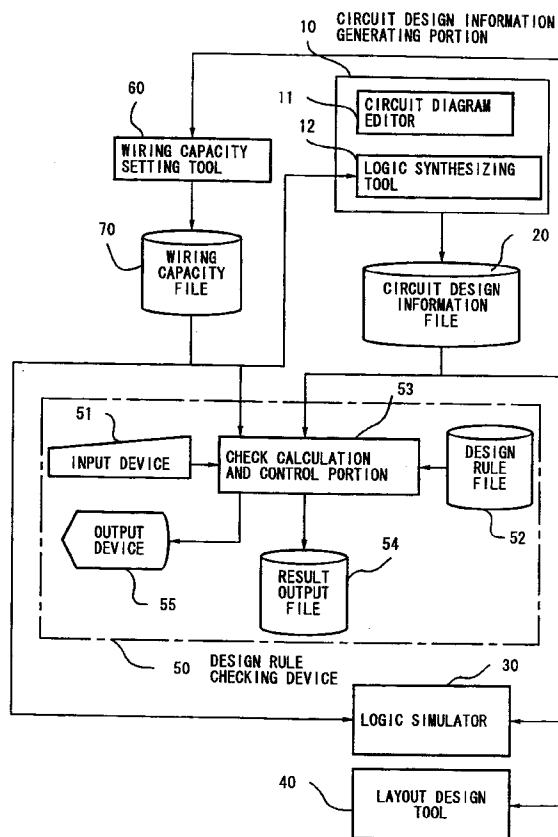 CIRCUIT DESIGN INFORMATION
GENERATING PORTION
10
11
CIRCUIT DIAGRAM
EDITOR
60
12
WIRING CAPACITY
SETTING TOOL
LOGIC SYNTHESIZING
TOOL
70
WIRING
CAPACITY
FILE
20
CIRCUIT DESIGN
INFORMATION
FILE
51
53
INPUT DEVICE
CHECK CALCULATION
AND CONTROL PORTION
DESIGN
RULE
FILE
52
OUTPUT
DEVICE
55
54
RESULT
OUTPUT
FILE
50
DESIGN RULE
CHECKING DEVICE
30
LOGIC SIMULATOR
40
LAYOUT DESIGN
TOOL